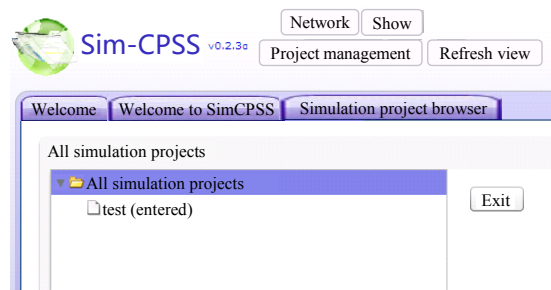 Network Show
Sim-CPSS v0.2.3a
Project management Refresh view
Welcome Welcome to SimCPSS Simulation project browser
All simulation projects
All simulation projects
Exit
test (entered)